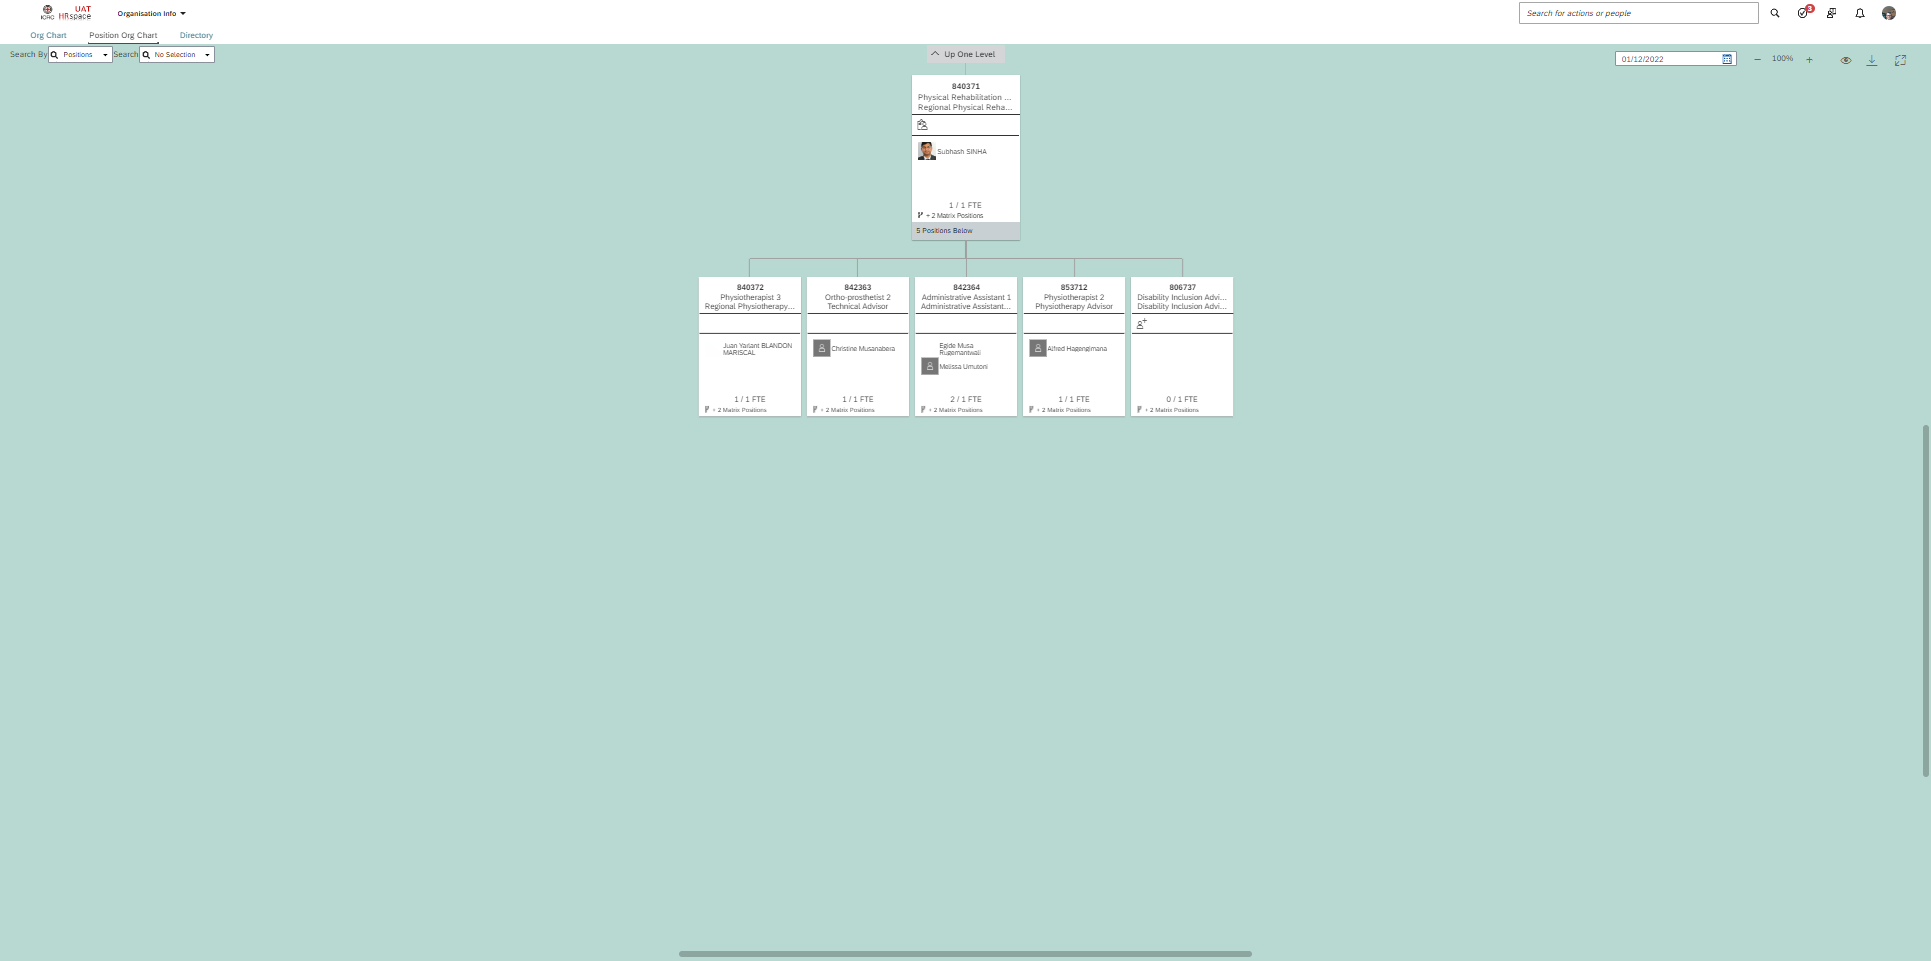 ICRC
UAT
HRspace
Organisation Info
Search for actions or people
3
Org Chart
Position Org Chart
Directory
Search By
Positions
Search
No Selection
Up One Level
01/12/2022
100%
840371
Physical Rehabilitation ...
Regional Physical Reha...
Subhash SINHA
1 / 1 FTE
+ 2 Matrix Positions
5 Positions Below
840372
Physiotherapist 3
Regional Physiotherapy...
Juan Yariant BLANDON
MARISCAL
1 / 1 FTE
+ 2 Matrix Positions
842363
Ortho-prosthetist 2
Technical Advisor
Christine Musanabera
1 / 1 FTE
+ 2 Matrix Positions
842364
Administrative Assistant 1
Administrative Assistant...
Egide Musa
Rugemantwali
Melissa Umutoni
2 / 1 FTE
+ 2 Matrix Positions
853712
Physiotherapist 2
Physiotherapy Advisor
Alfred Hagengimana
1 / 1 FTE
+ 2 Matrix Positions
806737
Disability Inclusion Advi...
Disability Inclusion Advi...
0 / 1 FTE
+ 2 Matrix Positions